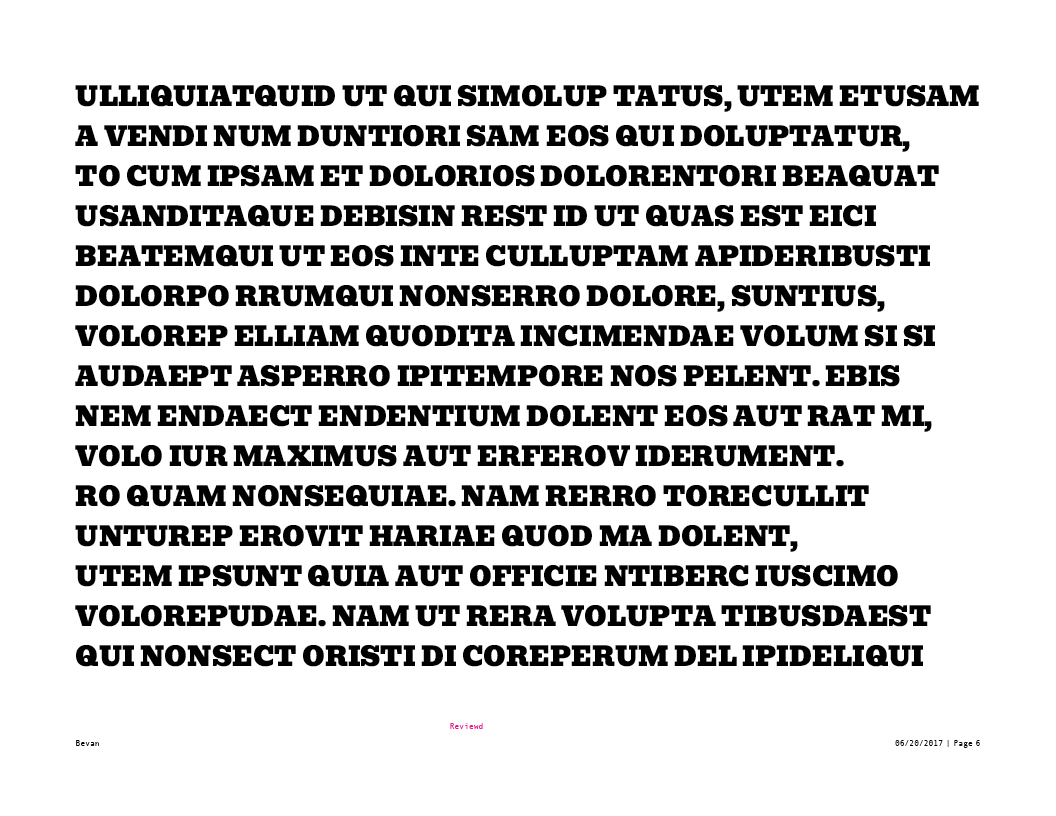 ULLIQUIATQUID UT QUI SIMOLUP TATUS, UTEM ETUSAM
A VENDI NUM DUNTIORI SAM EOS QUI DOLUPTATUR,
TO CUM IPSAM ET DOLORIOS DOLORENTORI BEAQUAT
USANDITAQUE DEBISIN REST ID UT QUAS EST EICI
BEATEMQUI UT EOS INTE CULLUPTAM APIDERIBUSTI
DOLORPO RRUMQUI NONSERRO DOLORE, SUNTIUS,
VOLOREP ELLIAM QUODITA INCIMENDAE VOLUM SI SI
AUDAEPT ASPERRO IPITEMPORE NOS PELENT. EBIS
NEM ENDAECT ENDENTIUM DOLENT EOS AUT RAT MI,
VOLO IUR MAXIMUS AUT ERFEROV IDERUMENT.
RO QUAM NONSEQUIAE. NAM RERRO TORECULLIT
UNTUREP EROVIT HARIAE QUOD MA DOLENT,
UTEM IPSUNT QUIA AUT OFFICIE NTIBERC IUSCIMO
VOLOREPUDAE. NAM UT RERA VOLUPTA TIBUSDAEST
QUI NONSECT ORISTI DI COREPERUM DEL IPIDELIQUI
Reviewd
Bevan 06/20/2017 | Page 6